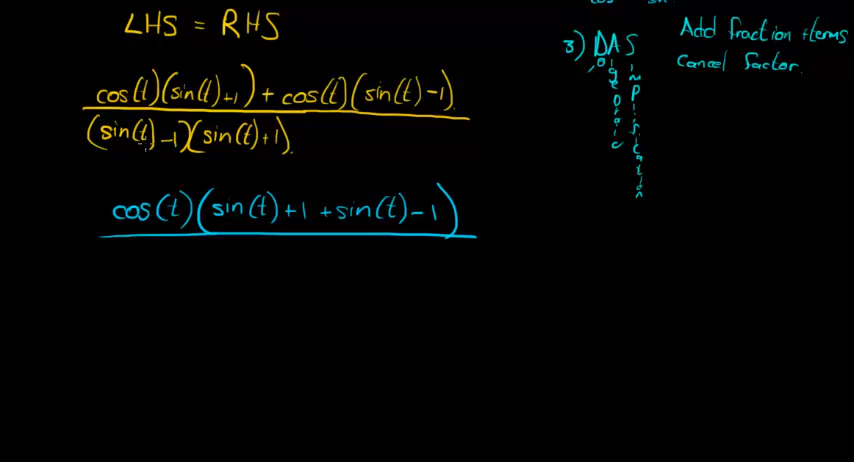 LHS = RHS
cos(t)(sin(t)+1) + cos(t)(sin(t)-1)
(sin(t)-1)(sin(t)+1)
cos(t)(sin(t)+1+sin(t)-1)
3) DAS
Add fraction +terms
Cancel factor.